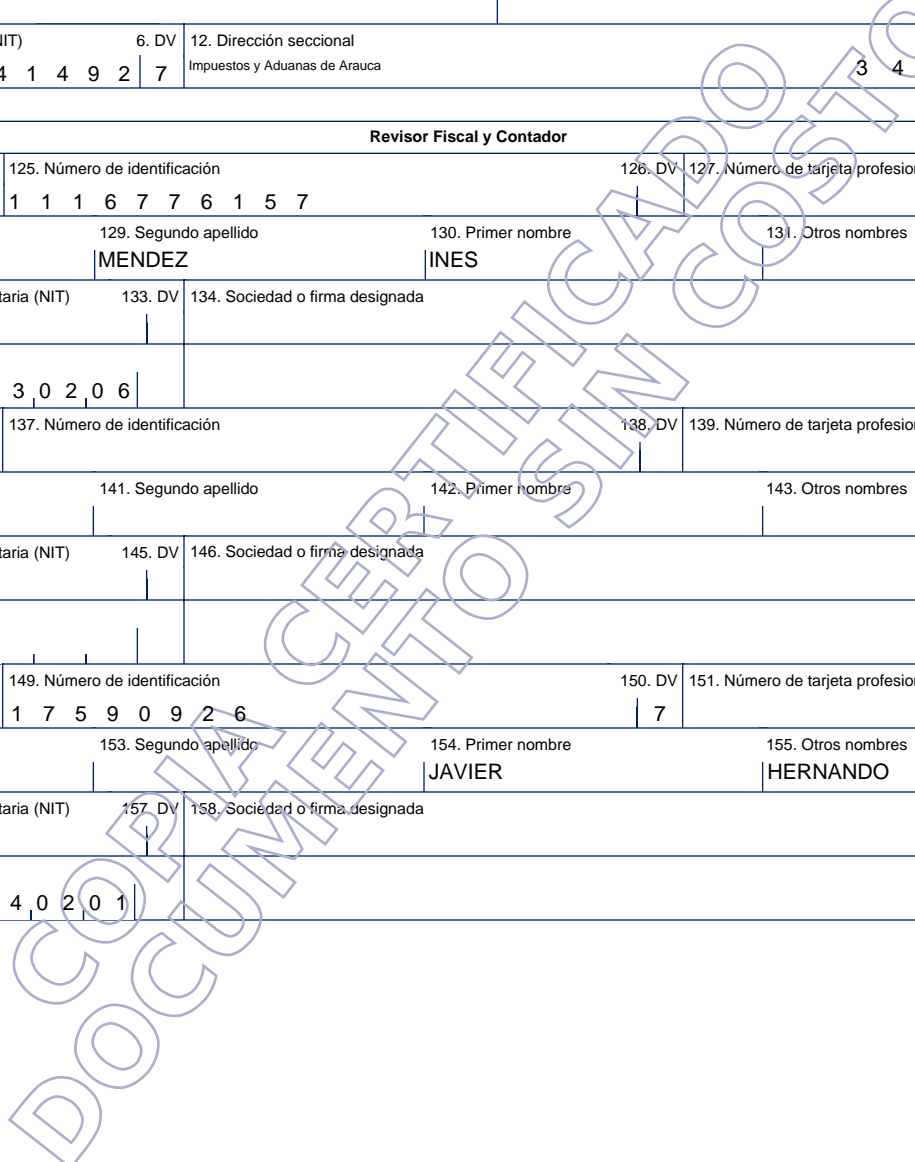 NIT) 6. DV 12. Dirección seccional
4 1 4 9 2 7 Impuestos y Aduanas de Arauca 3 4
Revisor Fiscal y Contador
125. Número de identificación 126. DV 127. Número de tarjeta profesion
1 1 1 6 7 7 6 1 5 7
129. Segundo apellido 130. Primer nombre 131. Otros nombres
MENDEZ INES
taria (NIT) 133. DV 134. Sociedad o firma designada
3 0 2 0 6
137. Número de identificación 138. DV 139. Número de tarjeta profesion
141. Segundo apellido 142. Primer nombre 143. Otros nombres
taria (NIT) 145. DV 146. Sociedad o firma designada
149. Número de identificación 150. DV 151. Número de tarjeta profesion
1 7 5 9 0 9 2 6 7
153. Segundo apellido 154. Primer nombre 155. Otros nombres
JAVIER HERNANDO
taria (NIT) 157. DV 158. Sociedad o firma designada
4 0 2 0 1
COPIA CERTIFICADO
DOCUMENTO SIN COSTO